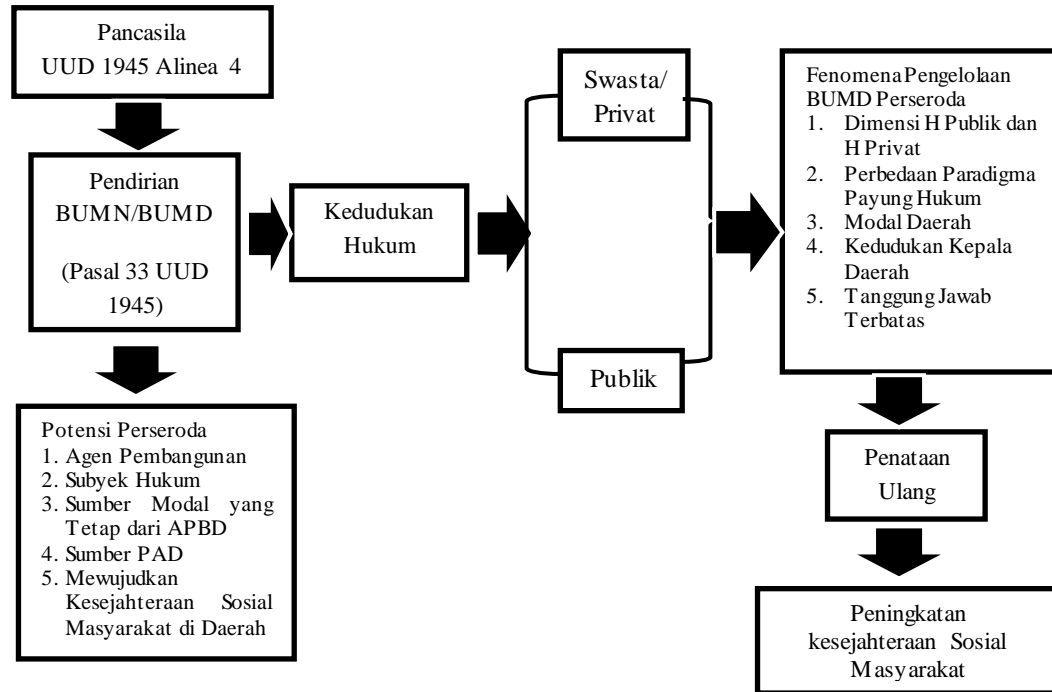 Pancasila
UUD 1945 Alinea 4
Pendirian
BUMN/BUMD
(Pasal 33 UUD
1945)
Potensi Perseroda
1. Agen Pembangunan
2. Subyek Hukum
3. Sumber Modal yang
Tetap dari APBD
4. Sumber PAD
5. Mewujudkan
Kesejahteraan Sosial
Masyarakat di Daerah
Kedudukan
Hukum
Swasta/
Privat
Publik
Fenomena Pengelolaan
BUMD Perseroda
1. Dimensi H Publik dan
H Privat
2. Perbedaan Paradigma
Payung Hukum
3. Modal Daerah
4. Kedudukan Kepala
Daerah
5. Tanggung Jawab
Terbatas
Penataan
Ulang
Peningkatan
kesejahteraan Sosial
Masyarakat